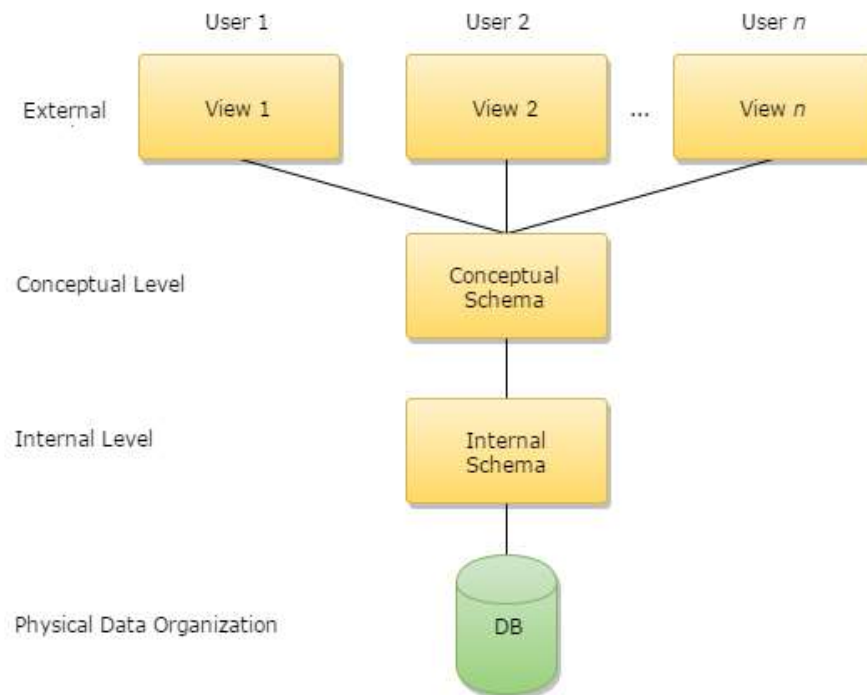 User 1
User 2
User n
External
View 1
View 2
...
View n
Conceptual Level
Conceptual
Schema
Internal Level
Internal
Schema
Physical Data Organization
DB